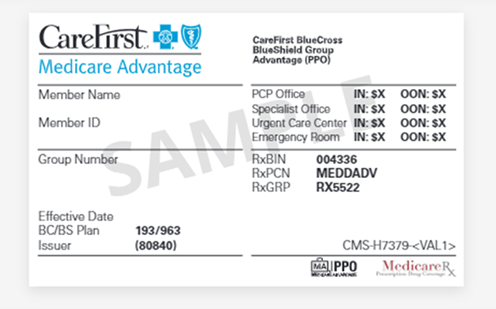 CareFirst
Medicare Advantage
CareFirst BlueCross
BlueShield Group
Advantage (PPO)
Member Name
Member ID
PCP Office IN: $X OON: $X
Specialist Office IN: $X OON: $X
Urgent Care Center IN: $X OON: $X
Emergency Room IN: $X OON: $X
SAMPLE
Group Number
RxBIN 004336
RxPCN MEDDADV
RxGRP RX5522
Effective Date
BC/BS Plan 193/963
Issuer (80840)
CMS-H7379-<VAL1>
MA PPO
MEDICARE ADVANTAGE
MedicareRx
Prescription Drug Coverage